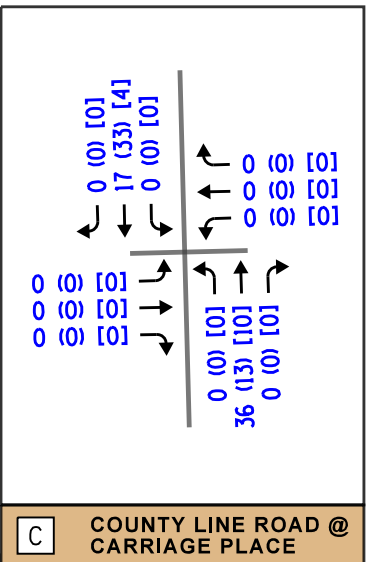 0 (0) [0]
17 (33) [4]
0 (0) [0]
0 (0) [0]
0 (0) [0]
0 (0) [0]
0 (0) [0]
0 (0) [0]
0 (0) [0]
0 (0) [0]
36 (13) [10]
0 (0) [0]
C
COUNTY LINE ROAD @
CARRIAGE PLACE